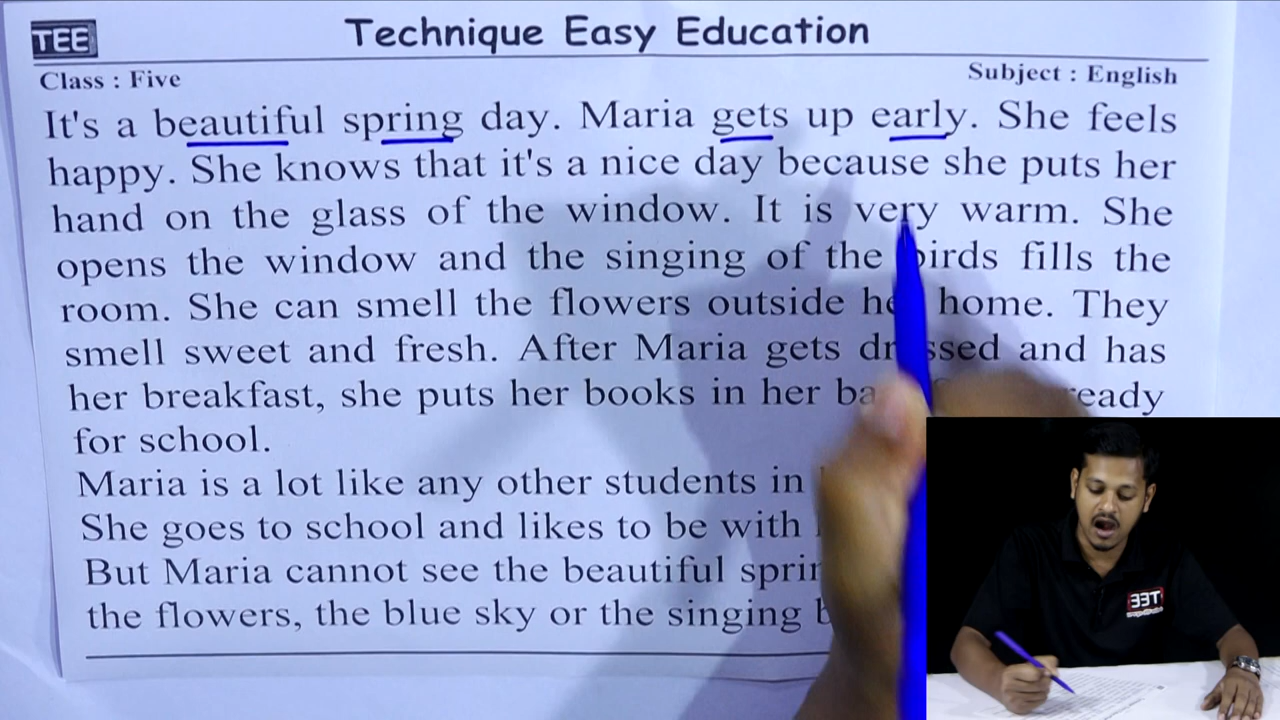 TEE
Technique Easy Education
Class : Five
Subject : English
It's a beautiful spring day. Maria gets up early. She feels
happy. She knows that it's a nice day because she puts her
hand on the glass of the window. It is very warm. She
opens the window and the singing of the birds fills the
room. She can smell the flowers outside her home. They
smell sweet and fresh. After Maria gets dressed and has
her breakfast, she puts her books in her ready
for school.
Maria is a lot like any other students in
She goes to school and likes to be with
But Maria cannot see the beautiful
the flowers, the blue sky or the singing